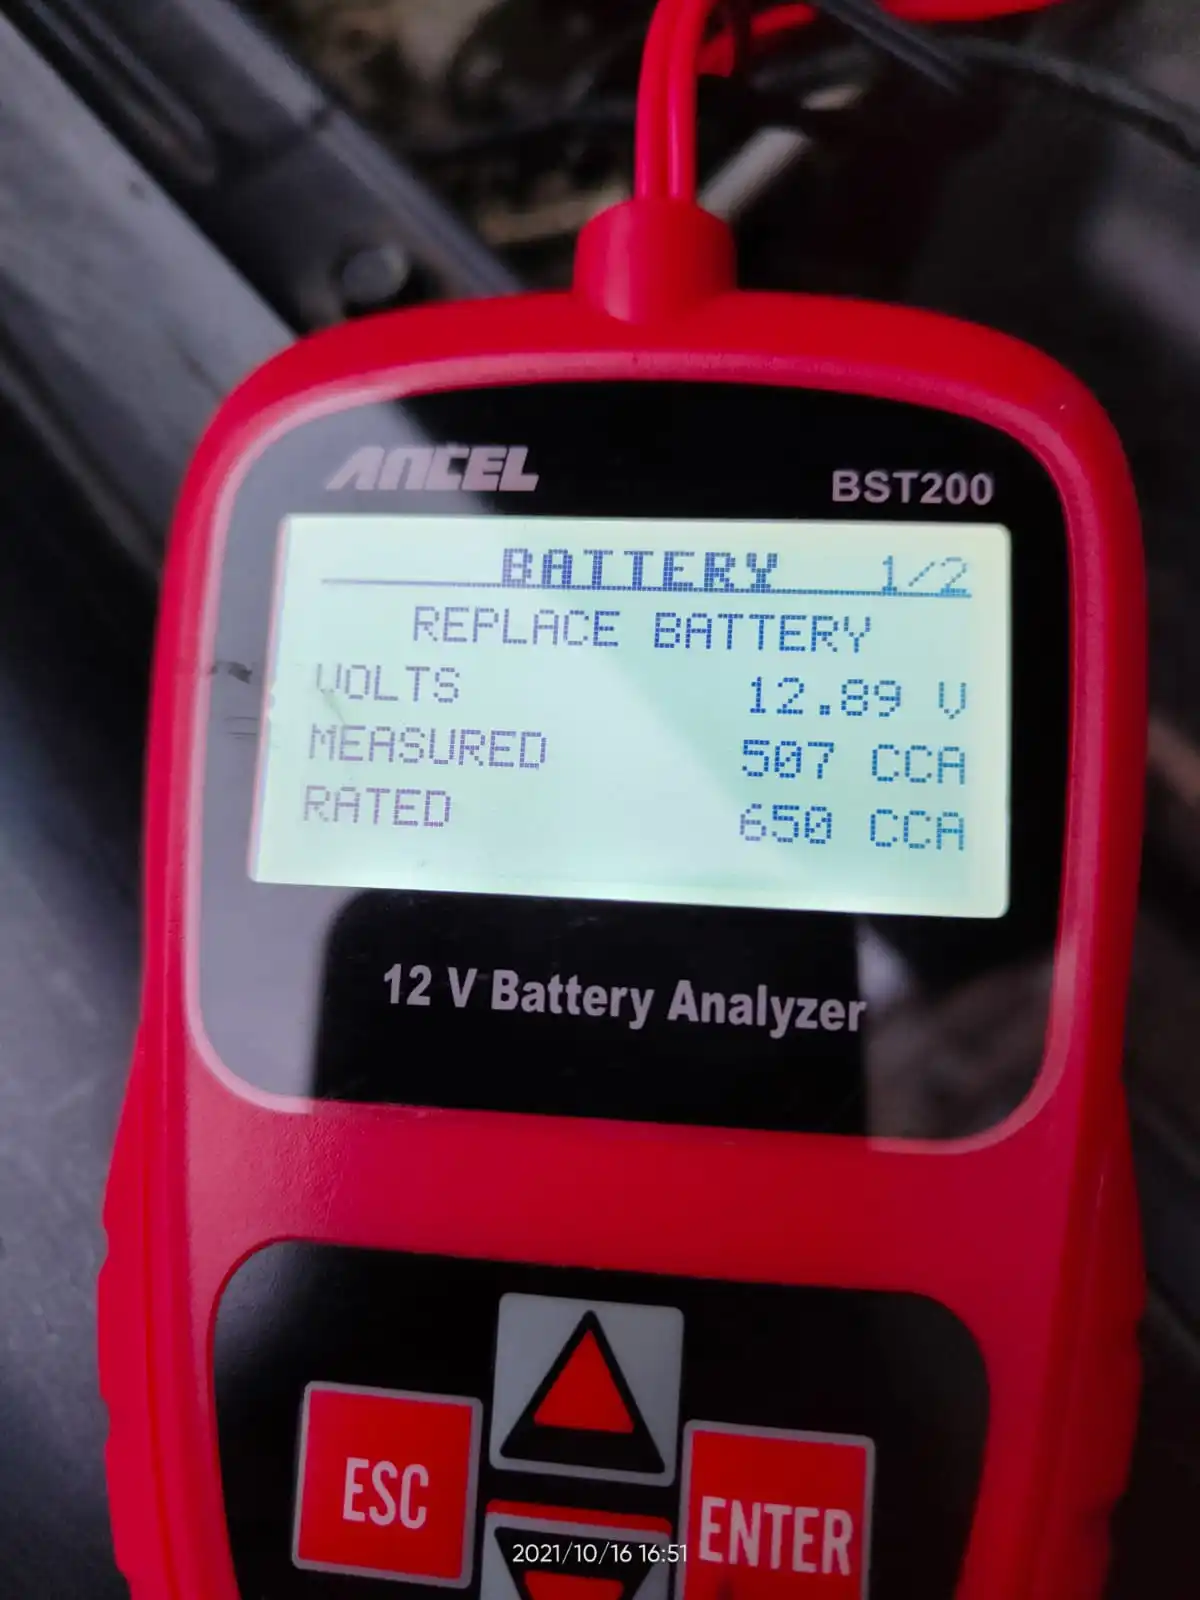 ANCEL
BST200
BATTERY 1/2
REPLACE BATTERY
VOLTS 12.89 V
MEASURED 507 CCA
RATED 650 CCA
12 V Battery Analyzer
ESC
ENTER
2021/10/16 16:51